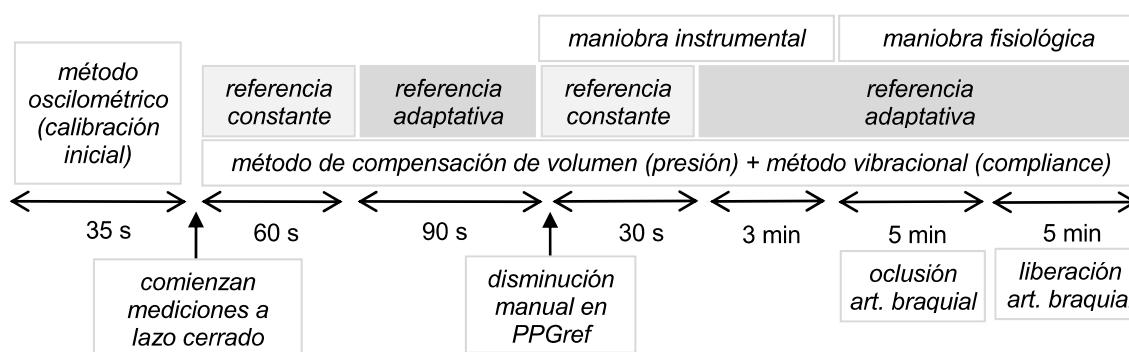 maniobra instrumental
maniobra fisiológica
método
oscilométrico
(calibración
inicial)
referencia
constante
referencia
adaptativa
referencia
constante
referencia
adaptativa
método de compensación de volumen (presión) + método vibracional (compliance)
35 s
60 s
90 s
30 s
3 min
5 min
5 min
comienzan
mediciones a
lazo cerrado
disminución
manual en
PPGref
oclusión
art. braquial
liberación
art. braquial